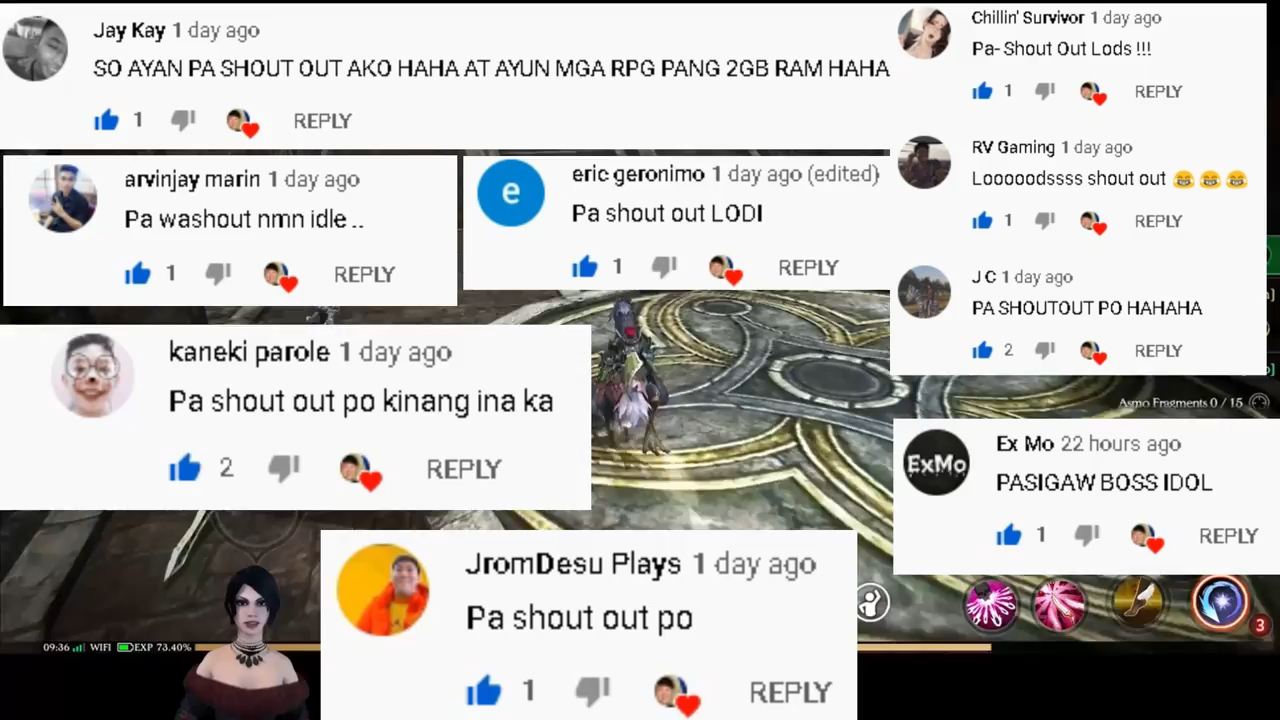 Jay Kay 1 day ago
SO AYAN PA SHOUT OUT AKO HAHA AT AYUN MGA RPG PANG 2GB RAM HAHA
1 REPLY
Chillin' Survivor 1 day ago
Pa- Shout Out Lods !!!
1 REPLY
RV Gaming 1 day ago
Looooodssss shout out 😂 😂 😂
1 REPLY
J C 1 day ago
PA SHOUTOUT PO HAHAHA
2 REPLY
arvinjay marin 1 day ago
Pa washout nmn idle ..
1 REPLY
e
eric geronimo 1 day ago (edited)
Pa shout out LODI
1 REPLY
kaneki parole 1 day ago
Pa shout out po kinang ina ka
2 REPLY
Asmo Fragments 0 / 15
ExMo
Ex Mo 22 hours ago
PASIGAW BOSS IDOL
1 REPLY
JromDesu Plays 1 day ago
Pa shout out po
1 REPLY
3
09:36 WIFI EXP 73.40%